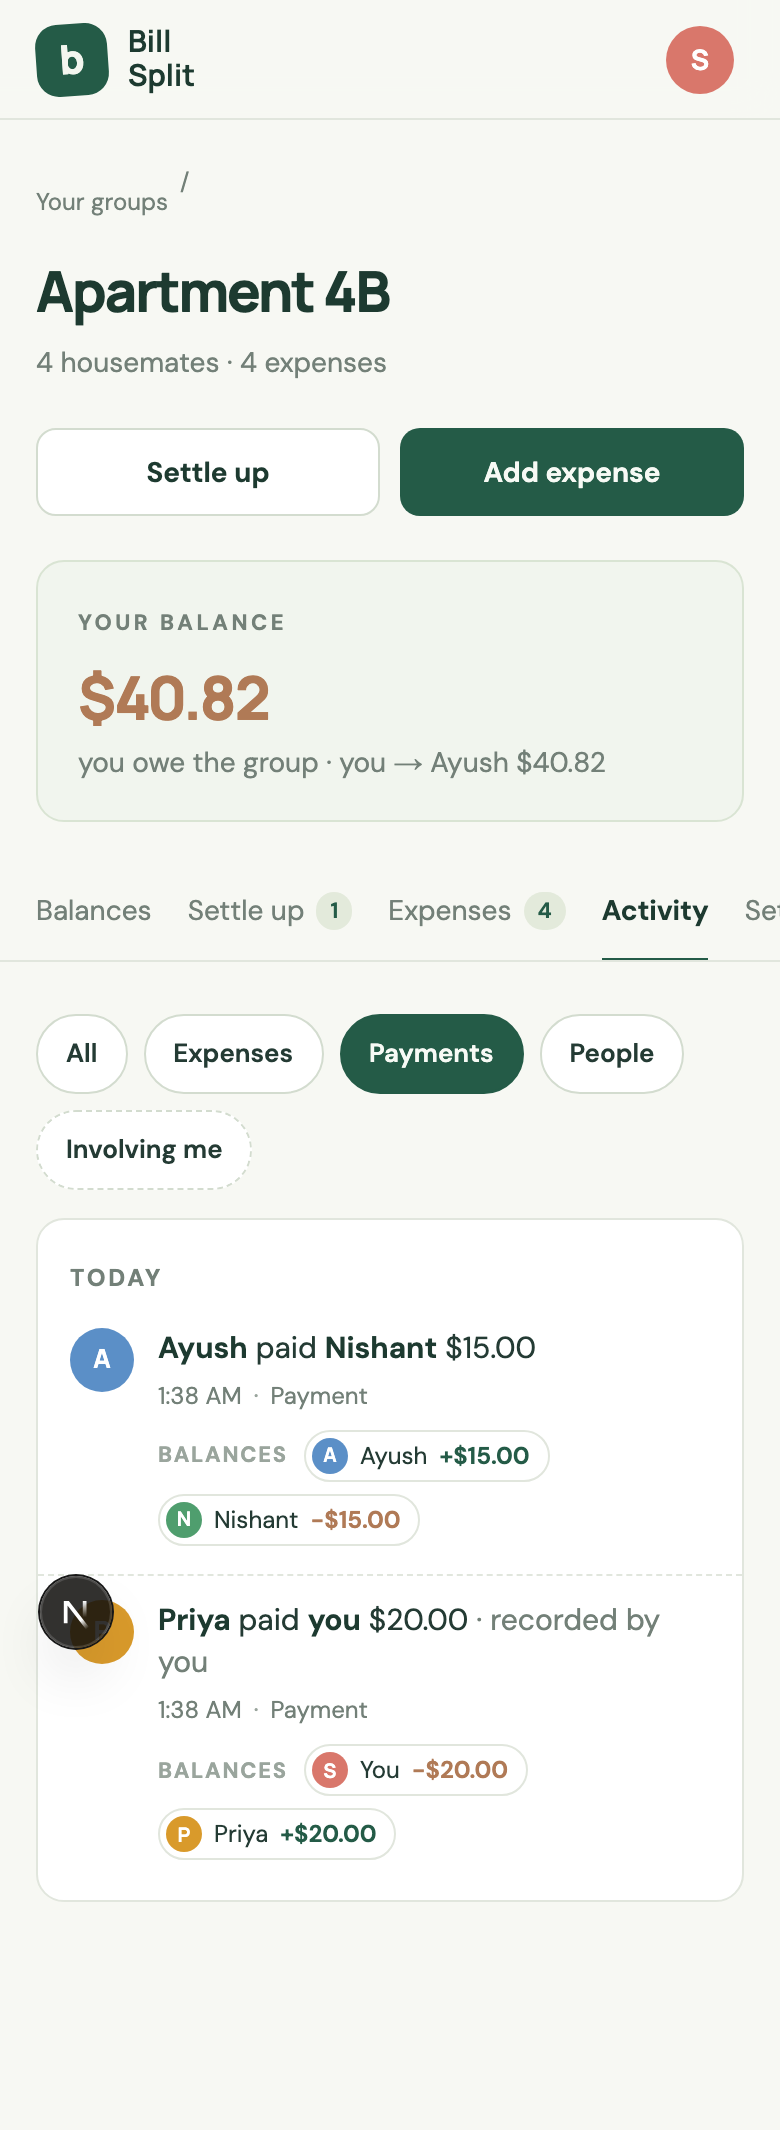 b
Bill
Split
S
Your groups /
Apartment 4B
4 housemates · 4 expenses
Settle up
Add expense
YOUR BALANCE
$40.82
you owe the group · you → Ayush $40.82
Balances Settle up 1 Expenses 4 Activity Set
All Expenses Payments People
Involving me
TODAY
A
Ayush paid Nishant $15.00
1:38 AM · Payment
BALANCES A Ayush +$15.00
N Nishant -$15.00
N
Priya paid you $20.00 · recorded by
you
1:38 AM · Payment
BALANCES S You -$20.00
P Priya +$20.00